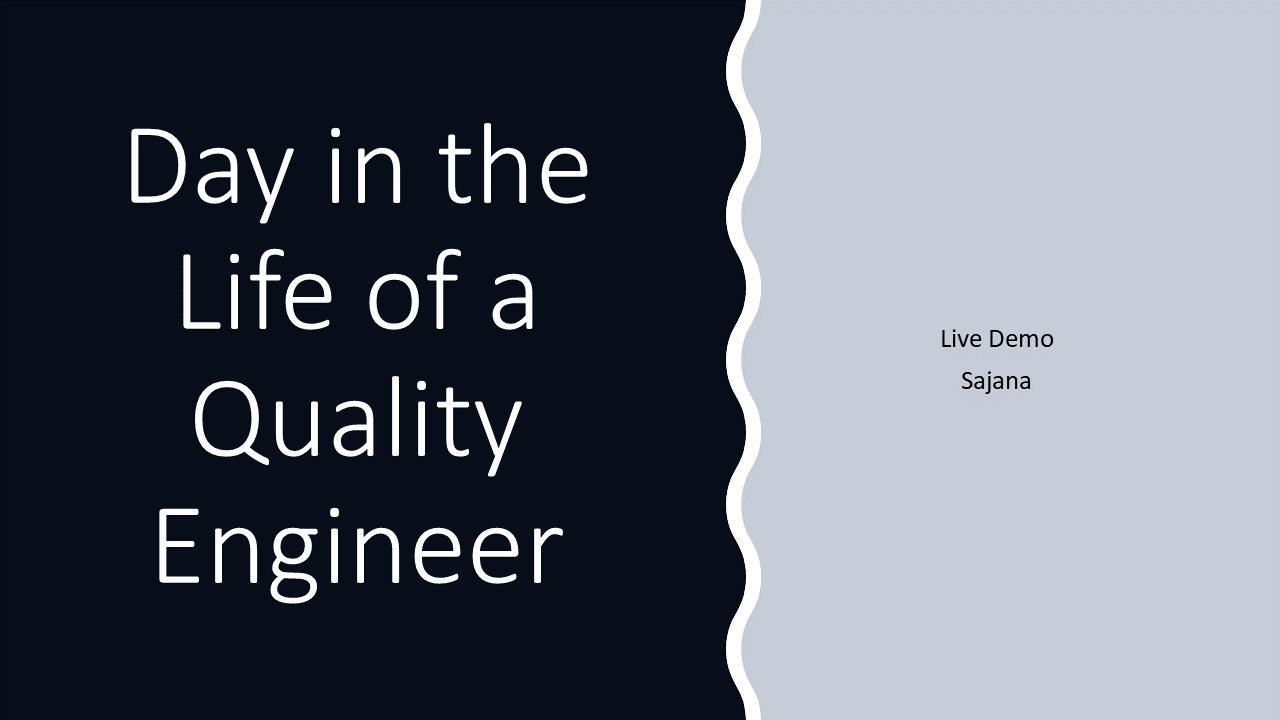 Day in the
Life of a
Quality
Engineer
Live Demo
Sajana